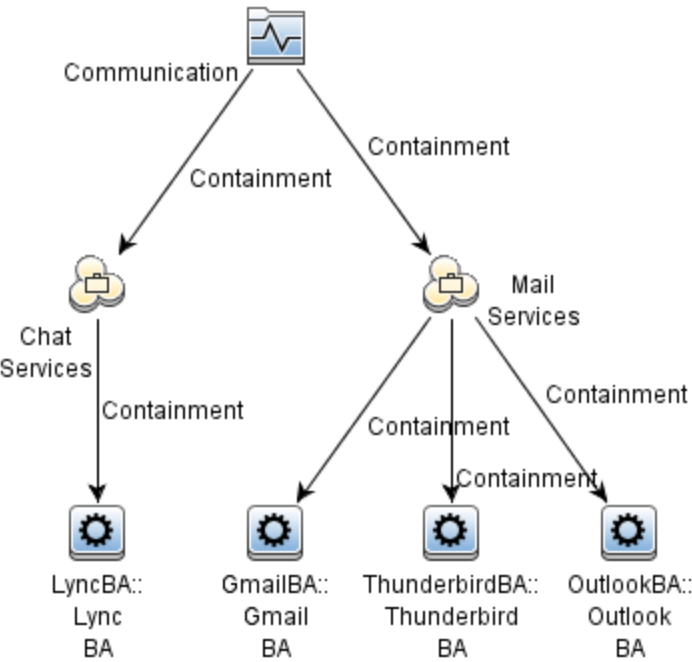 Communication
Containment
Containment
Chat
Services
Mail
Services
Containment
Containment
Containment
Containment
LyncBA::
Lync
BA
GmailBA::
Gmail
BA
ThunderbirdBA::
Thunderbird
BA
OutlookBA::
Outlook
BA